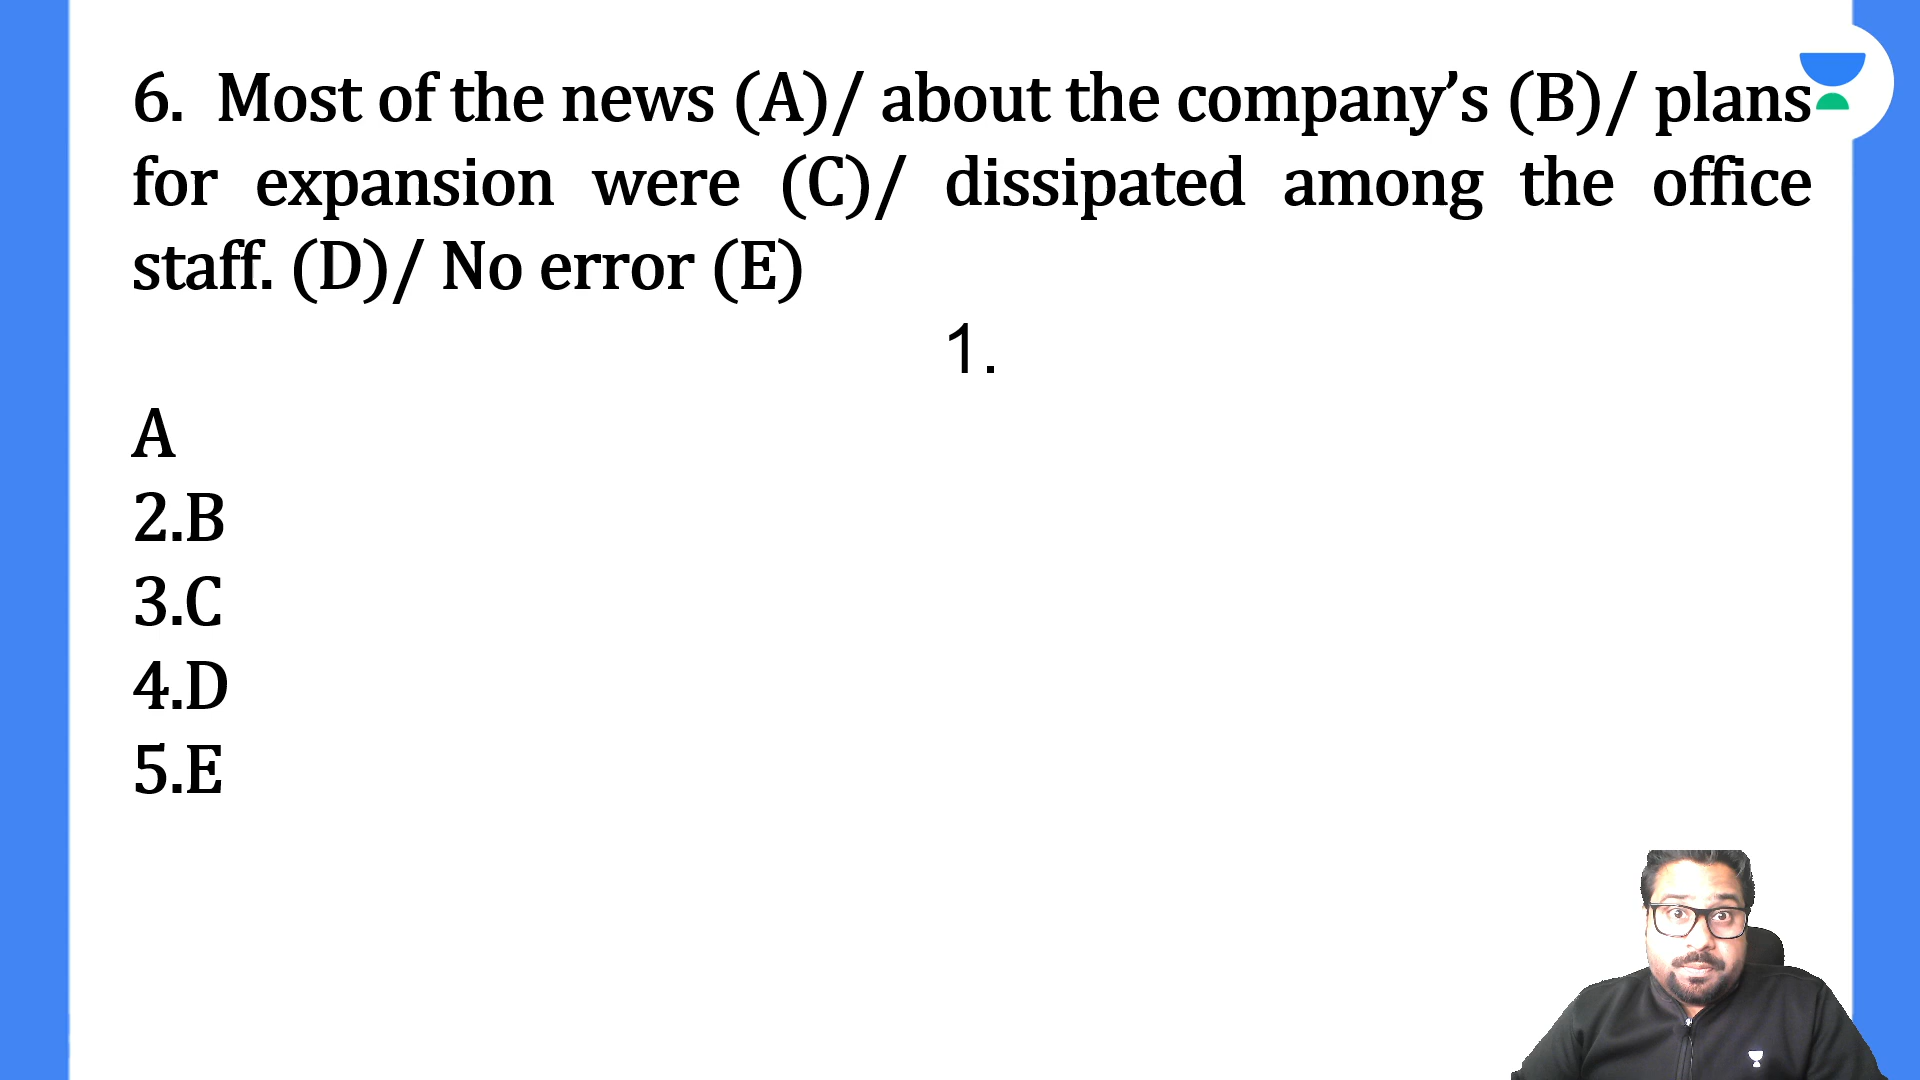 6. Most of the news (A)/ about the company’s (B)/ plans
for expansion were (C)/ dissipated among the office
staff. (D)/ No error (E)
1.
A
2.B
3.C
4.D
5.E